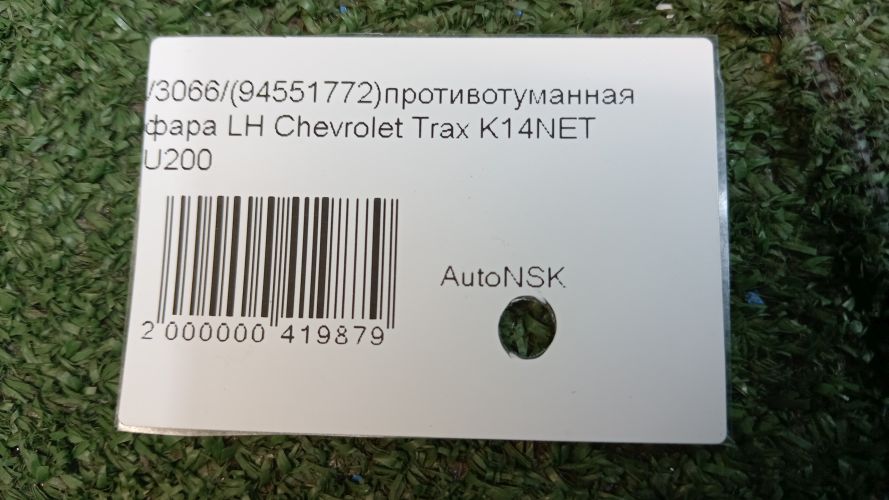 /3066/(94551772)противотуманная
фара LH Chevrolet Trax K14NET
U200
AutoNSK
2 000000 419879